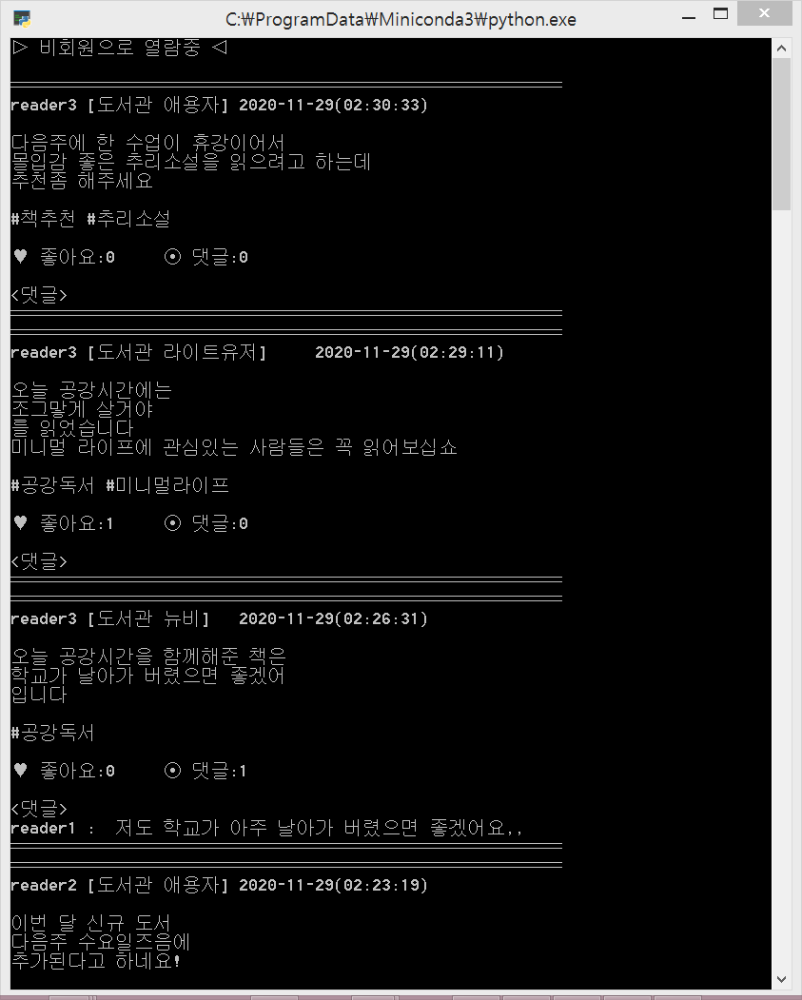 C:\ProgramData\Miniconda3\python.exe
▷ 비회원으로 열람중 ◁
reader3 [도서관 애용자] 2020-11-29(02:30:33)
다음주에 한 수업이 휴강이어서
몰입감 좋은 추리소설을 읽으려고 하는데
추천좀 해주세요
#책추천 #추리소설
♥ 좋아요:0 ⊙ 댓글:0
<댓글>
reader3 [도서관 라이트유저] 2020-11-29(02:29:11)
오늘 공강시간에는
조그맣게 살거야
를 읽었습니다
미니멀 라이프에 관심있는 사람들은 꼭 읽어보십쇼
#공강독서 #미니멀라이프
♥ 좋아요:1 ⊙ 댓글:0
<댓글>
reader3 [도서관 뉴비] 2020-11-29(02:26:31)
오늘 공강시간을 함께해준 책은
학교가 날아가 버렸으면 좋겠어
입니다
#공강독서
♥ 좋아요:0 ⊙ 댓글:1
<댓글>
reader1 : 저도 학교가 아주 날아가 버렸으면 좋겠어요,,
reader2 [도서관 애용자] 2020-11-29(02:23:19)
이번 달 신규 도서
다음주 수요일즈음에
추가된다고 하네요!